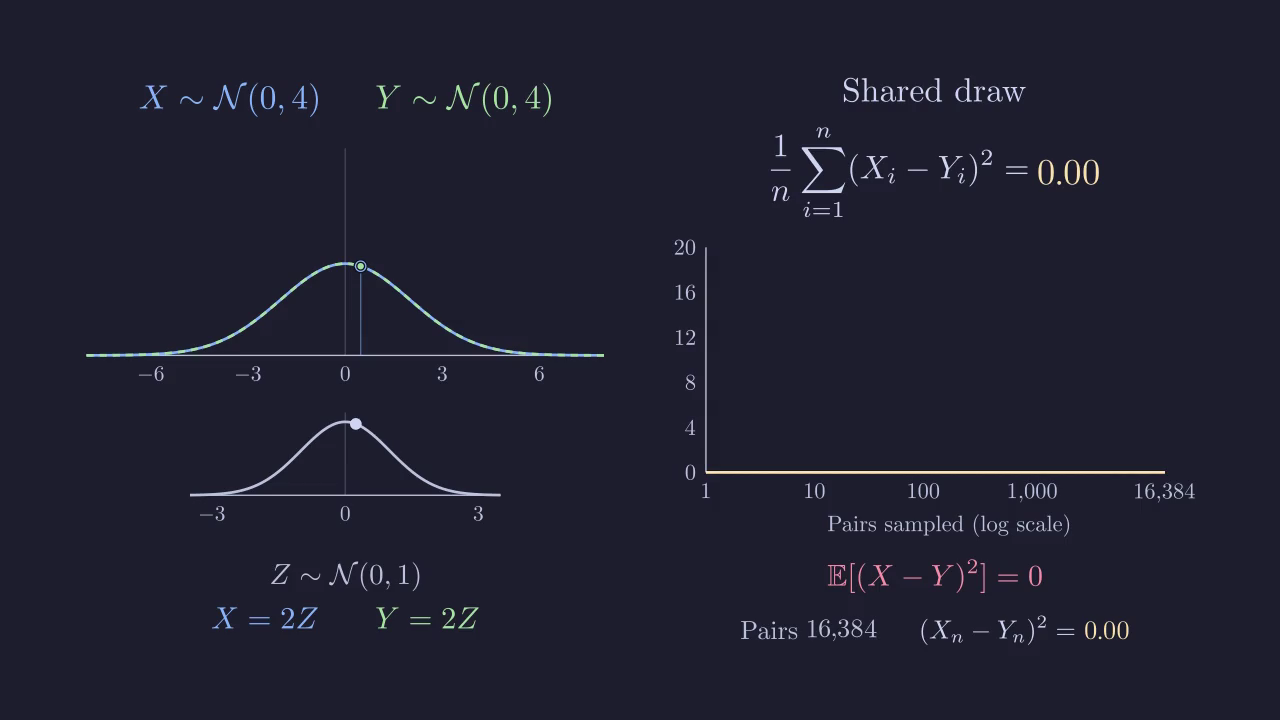 X ∼ 𝒩(0, 4) Y ∼ 𝒩(0, 4)
−6 −3 0 3 6
−3 0 3
Z ∼ 𝒩(0, 1)
X = 2Z Y = 2Z
Shared draw
\frac{1}{n} \sum_{i=1}^{n} (X_i − Y_i)^2 = 0.00
20
16
12
8
4
0
1 10 100 1,000 16,384
Pairs sampled (log scale)
𝔼[(X − Y)^2] = 0
Pairs 16,384 (X_n − Y_n)^2 = 0.00